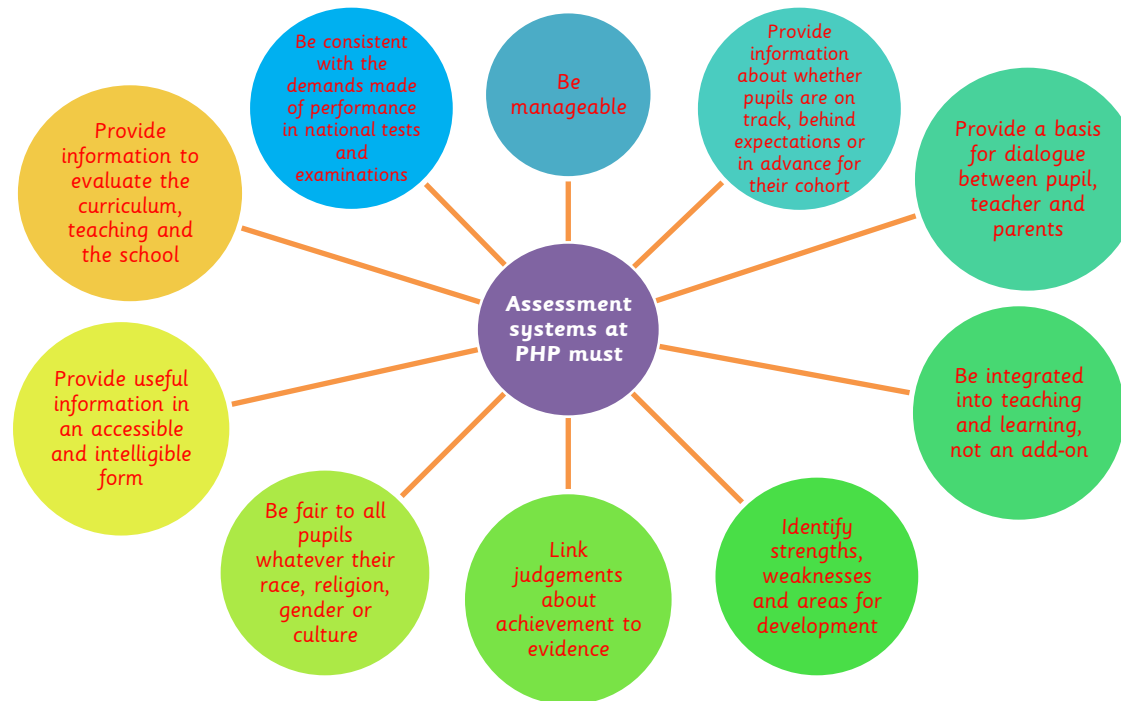 Assessment
systems at
PHP must
Be
manageable
Provide
information
about whether
pupils are on
track, behind
expectations or
in advance for
their cohort
Provide a basis
for dialogue
between pupil,
teacher and
parents
Be integrated
into teaching
and learning,
not an add-on
Identify
strengths,
weaknesses
and areas for
development
Link
judgements
about
achievement to
evidence
Be fair to all
pupils
whatever their
race, religion,
gender or
culture
Provide useful
information in
an accessible
and intelligible
form
Provide
information to
evaluate the
curriculum,
teaching and
the school
Be consistent
with the
demands made
of performance
in national tests
and
examinations